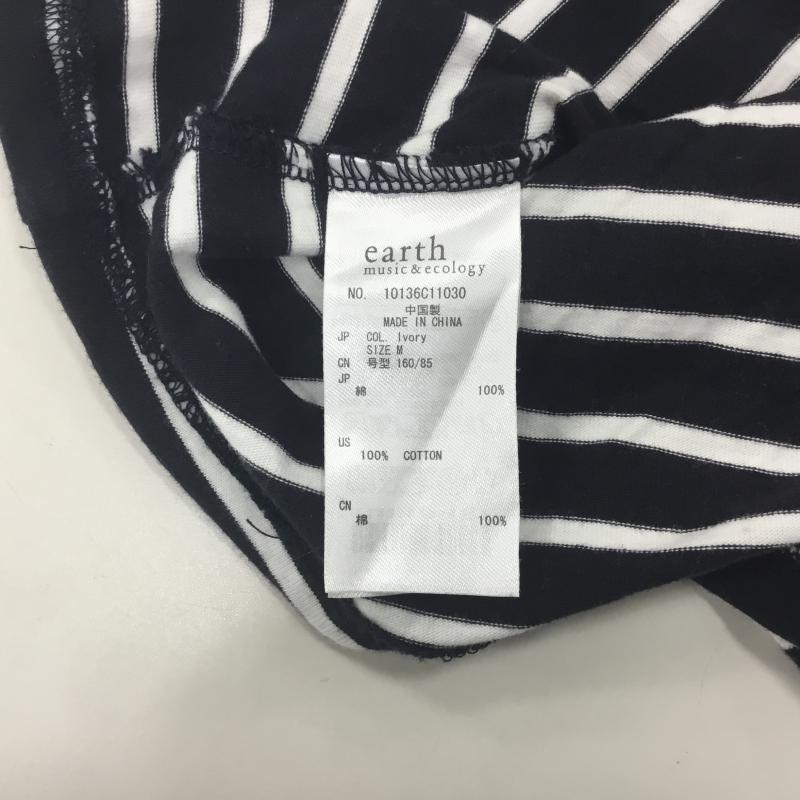 earth
music&ecology
NO. 10136C11030
中国製
MADE IN CHINA
JP COL. Ivory
SIZE M
CN 号型 160/85
JP
綿 100%
US
100% COTTON
CN
棉 100%